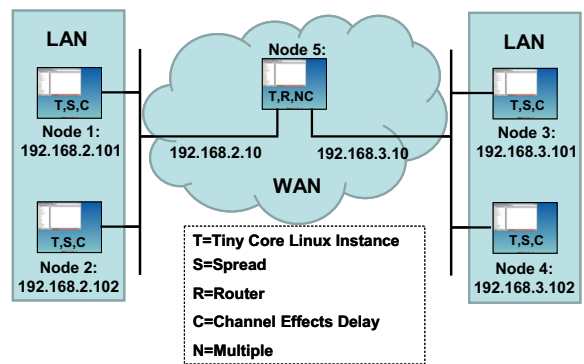 LAN
T,S,C
Node 1:
192.168.2.101
T,S,C
Node 2:
192.168.2.102
Node 5:
T,R,NC
192.168.2.10
192.168.3.10
WAN
LAN
T,S,C
Node 3:
192.168.3.101
T,S,C
Node 4:
192.168.3.102
T=Tiny Core Linux Instance
S=Spread
R=Router
C=Channel Effects Delay
N=Multiple